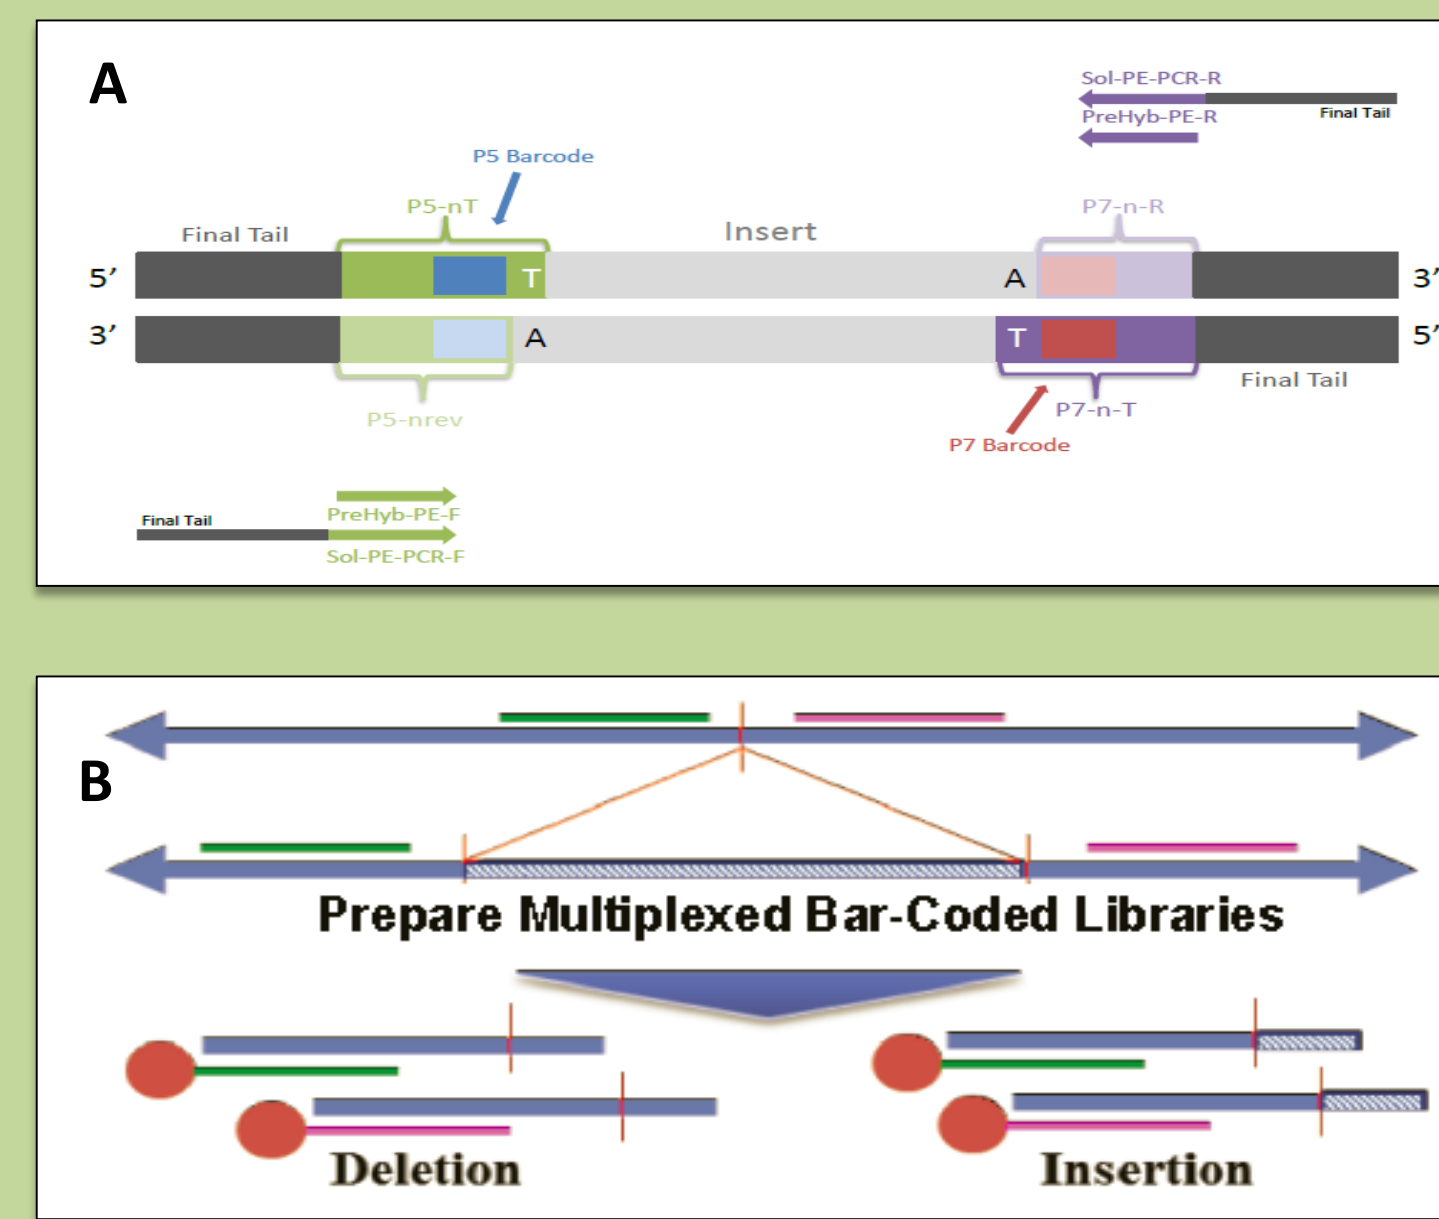 A
Sol-PE-PCR-R
Final Tail
PreHyb-PE-R
P5 Barcode
P5-nT
P7-n-R
Final Tail
Insert
5’
T
A
3’
3’
A
T
5’
Final Tail
P5-nrev
P7-n-T
P7 Barcode
Final Tail
PreHyb-PE-F
Sol-PE-PCR-F
B
Prepare Multiplexed Bar-Coded Libraries
Deletion
Insertion